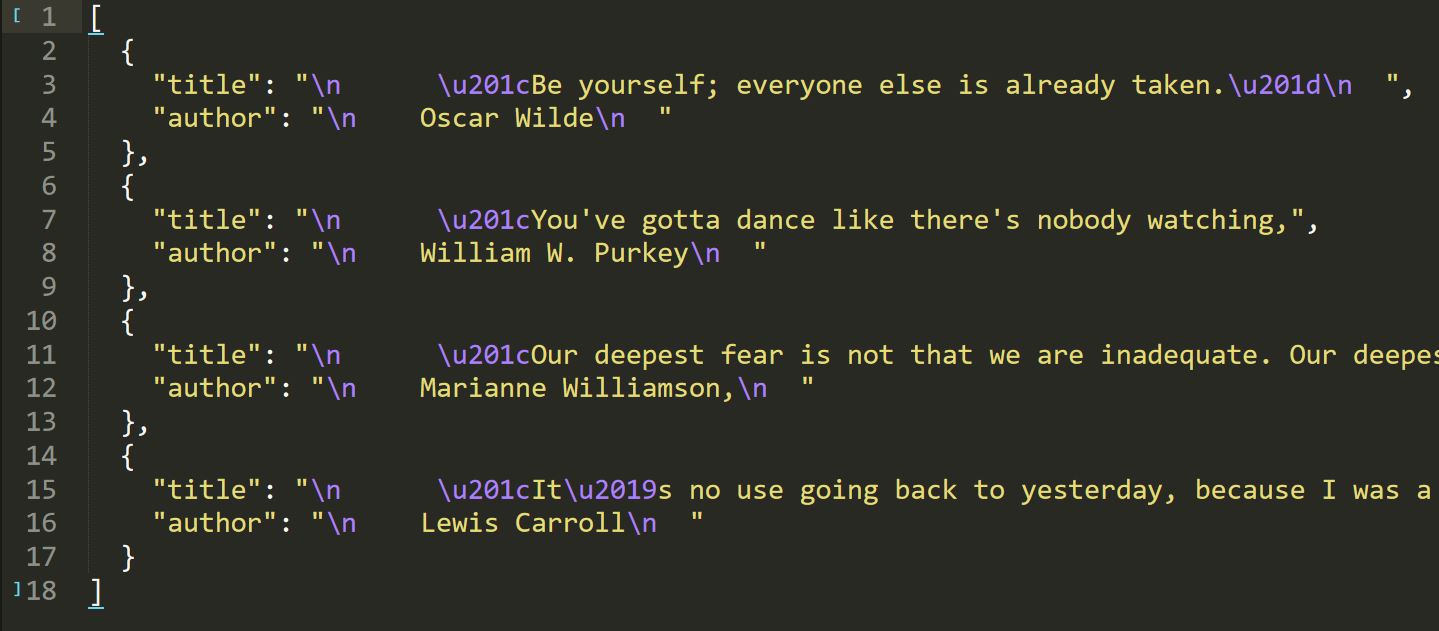 [ 1 [
2 {
3 "title": "\n      \u201cBe yourself; everyone else is already taken.\u201d\n  ",
4 "author": "\n    Oscar Wilde\n  "
5 },
6 {
7 "title": "\n      \u201cYou've gotta dance like there's nobody watching,",
8 "author": "\n    William W. Purkey\n  "
9 },
10 {
11 "title": "\n      \u201cOur deepest fear is not that we are inadequate. Our deepes
12 "author": "\n    Marianne Williamson,\n  "
13 },
14 {
15 "title": "\n      \u201cIt\u2019s no use going back to yesterday, because I was a
16 "author": "\n    Lewis Carroll\n  "
17 }
] 18 ]